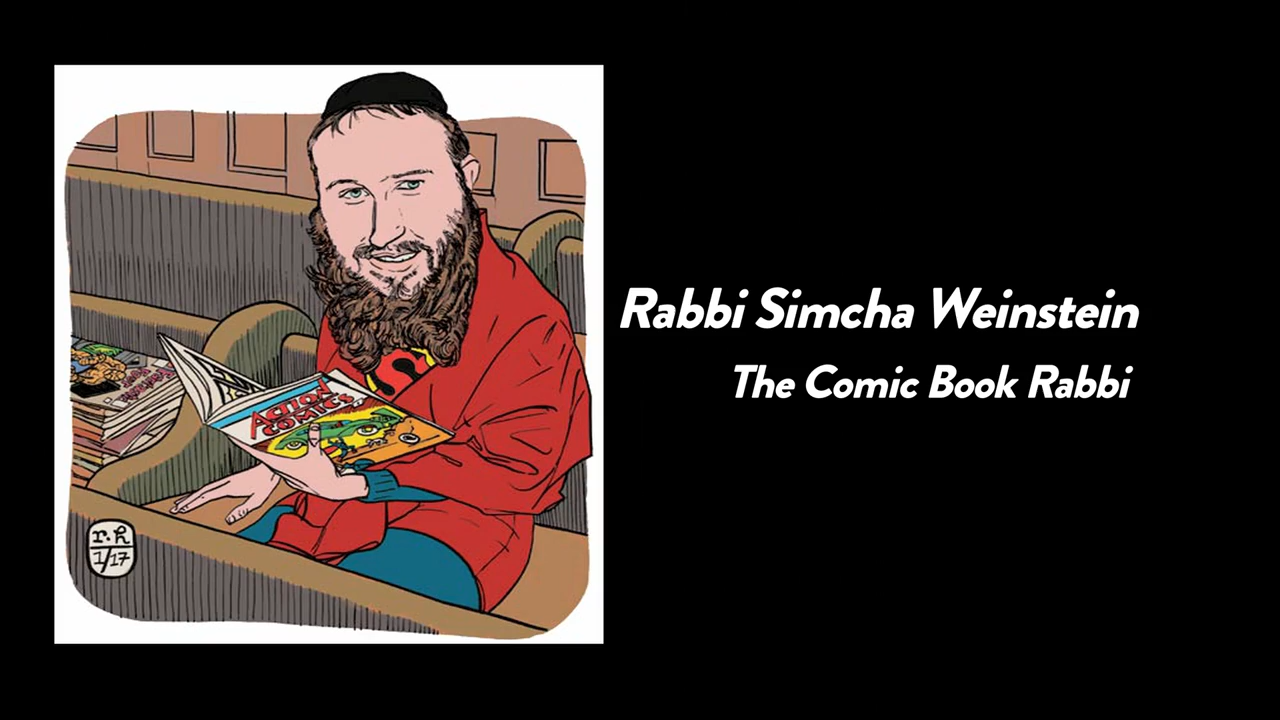 Rabbi Simcha Weinstein
The Comic Book Rabbi
ACTION
COMICS
r.h
1/17